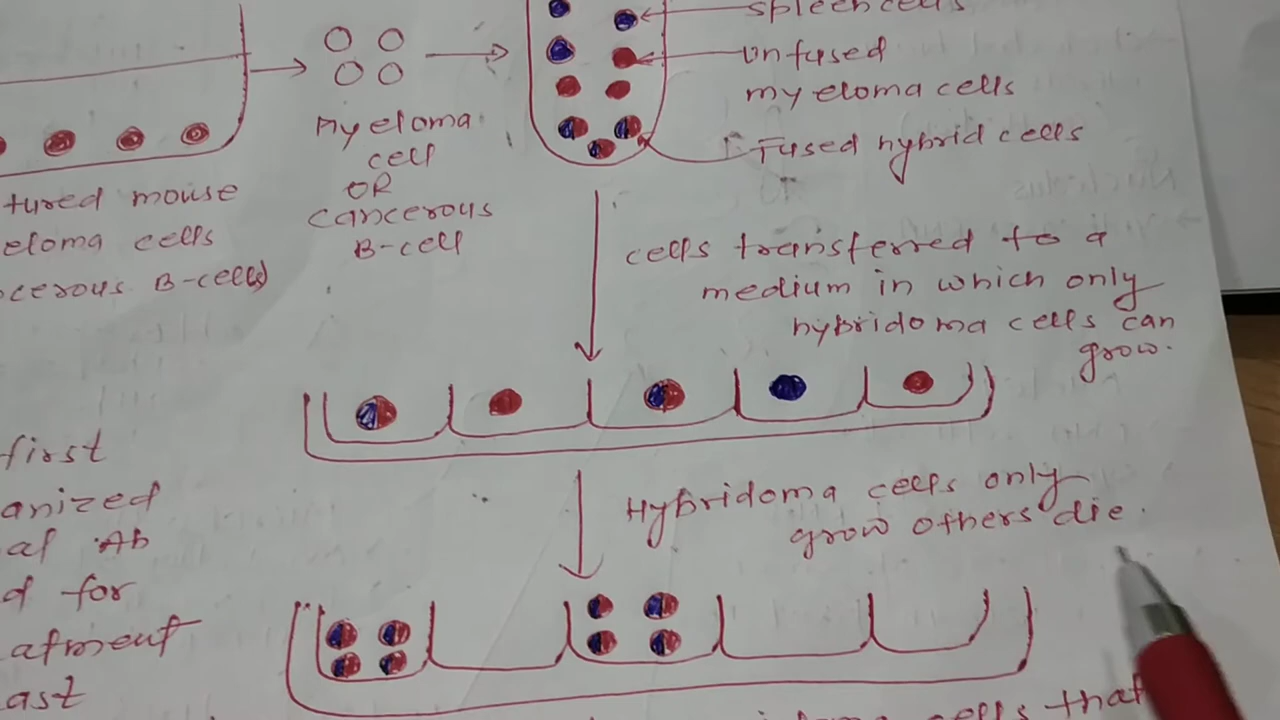 spleen cells
unfused
myeloma cells
Fused hybrid cells
Myeloma
cell
OR
cancerous
B-cell
tured mouse
eloma cells
cerous B-cells)
cells transferred to a
medium in which only
hybridoma cells can
grow.
Hybridoma cells only
grow others die.
first
anized
al Ab
d for
atment
ast
cells that